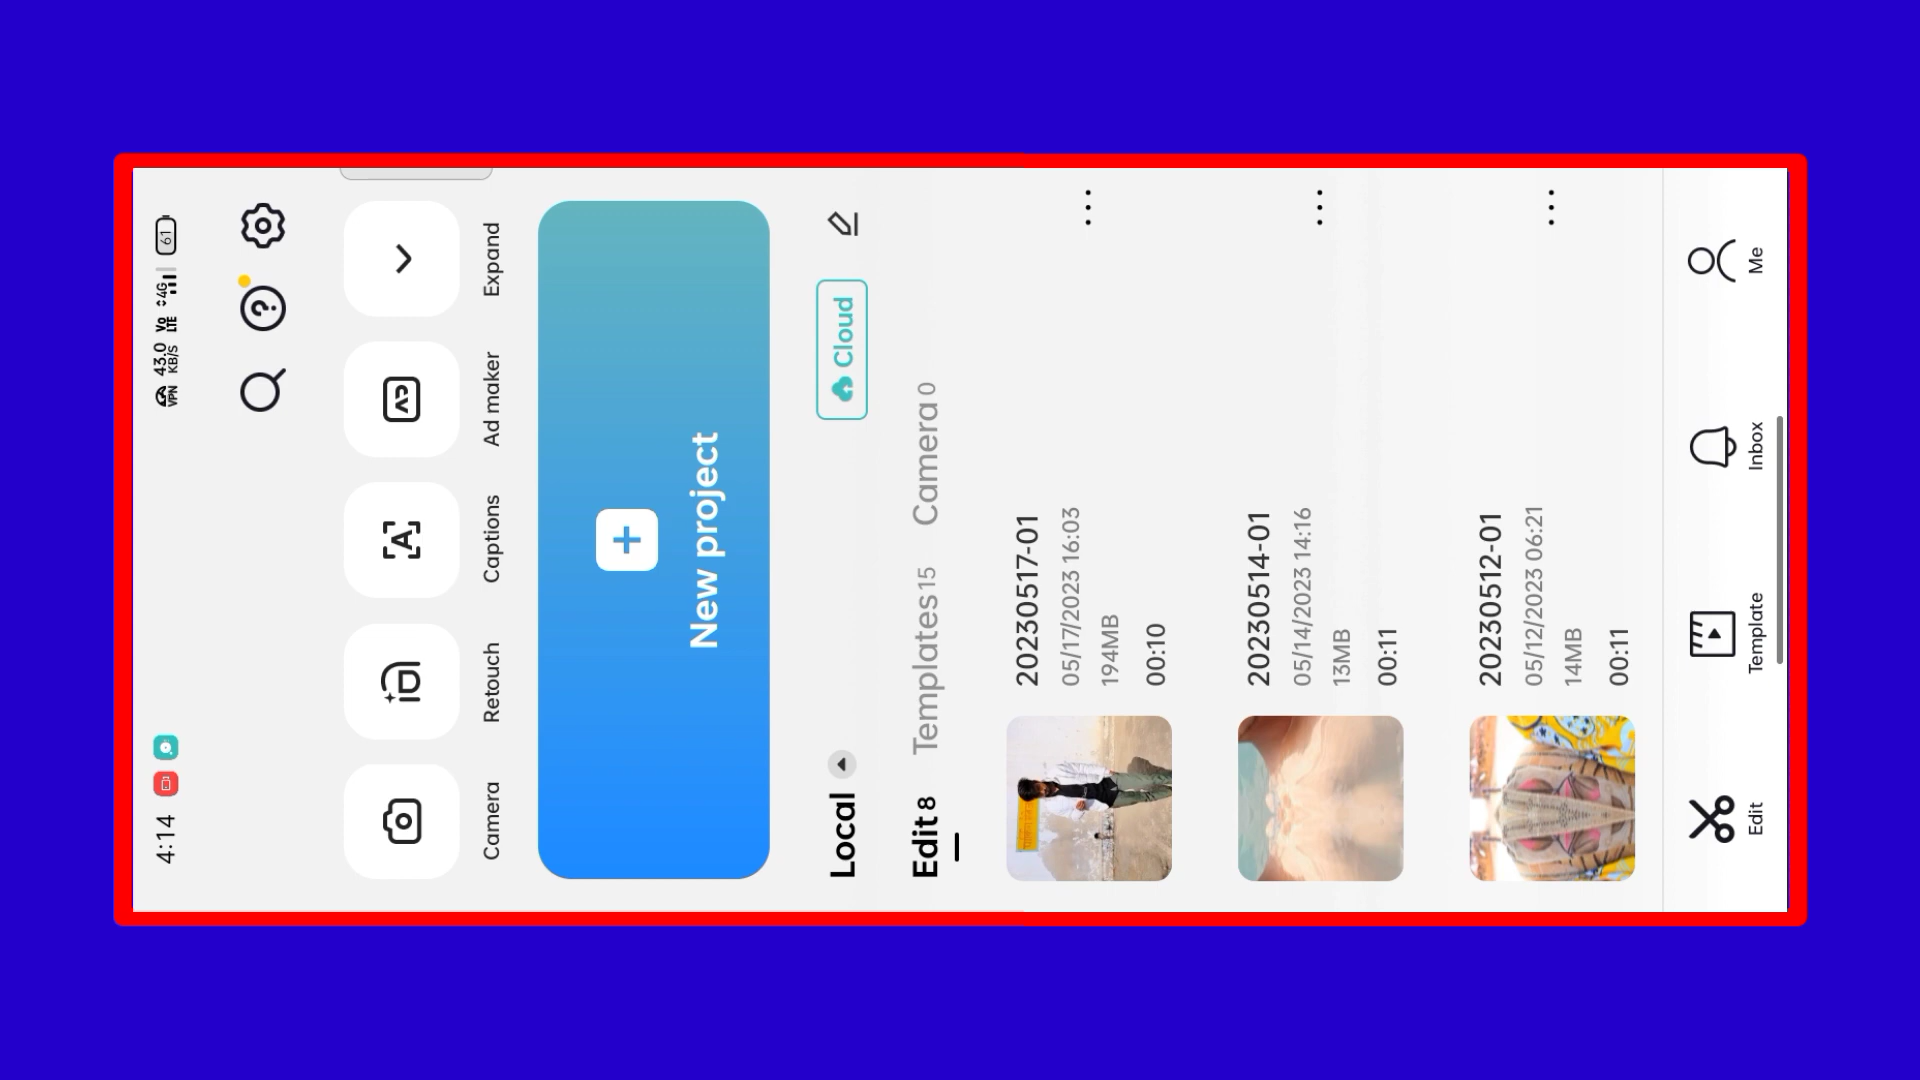 4:14
VPN 43.0 KB/S Vo LTE 4G 61
Camera
Retouch
Captions
Ad maker
Expand
New project
Local
Cloud
Edit 8
Templates 15
Camera 0
20230517-01
05/17/2023 16:03
194MB
00:10
20230514-01
05/14/2023 14:16
13MB
00:11
20230512-01
05/12/2023 06:21
14MB
00:11
Edit
Template
Inbox
Me